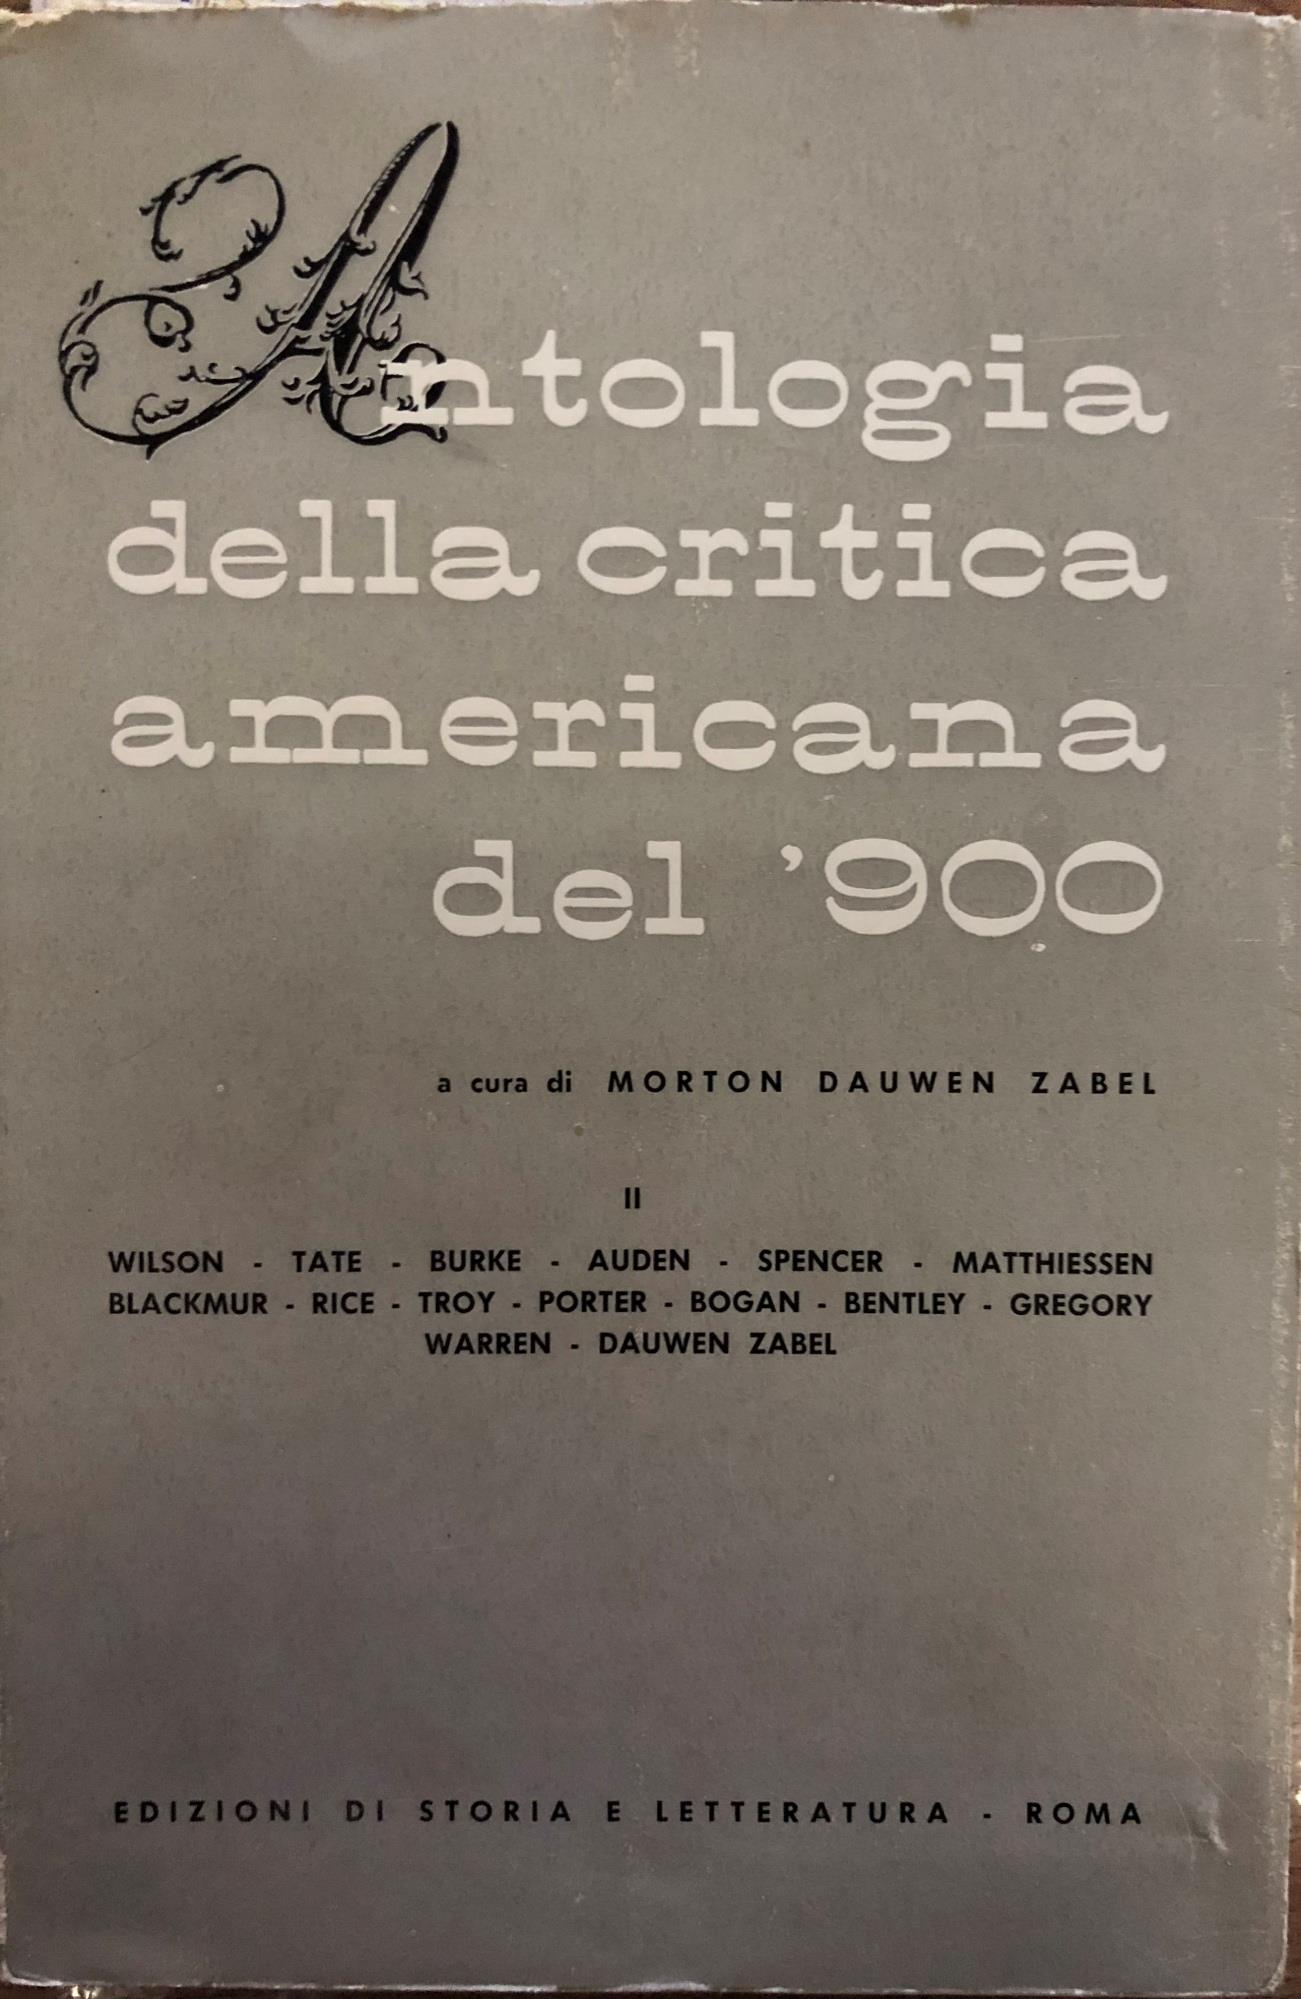 Antologia
della critica
americana
del '900
a cura di MORTON DAUWEN ZABEL
II
WILSON - TATE - BURKE - AUDEN - SPENCER - MATTHIESSEN
BLACKMUR - RICE - TROY - PORTER - BOGAN - BENTLEY - GREGORY
WARREN - DAUWEN ZABEL
EDIZIONI DI STORIA E LETTERATURA - ROMA